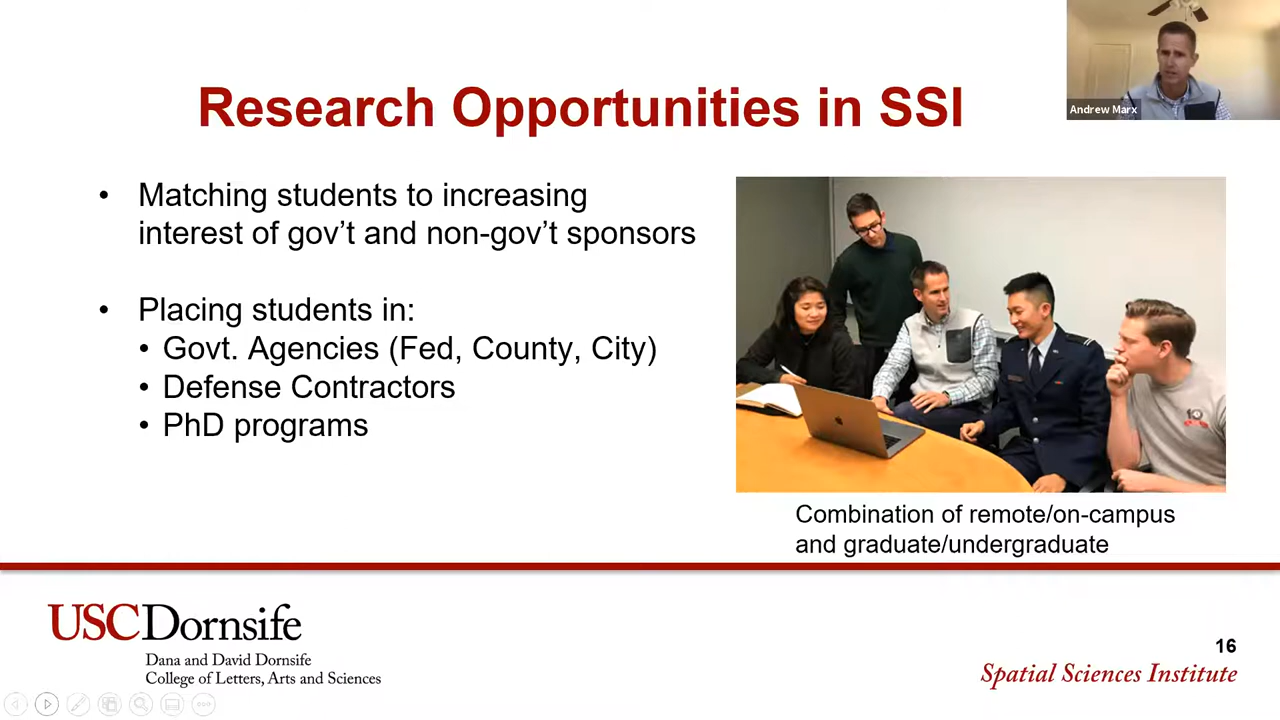 Research Opportunities in SSI
Andrew Marx
• Matching students to increasing
interest of gov’t and non-gov’t sponsors
• Placing students in:
• Govt. Agencies (Fed, County, City)
• Defense Contractors
• PhD programs
Combination of remote/on-campus
and graduate/undergraduate
USCDornsife
Dana and David Dornsife
College of Letters, Arts and Sciences
16
Spatial Sciences Institute